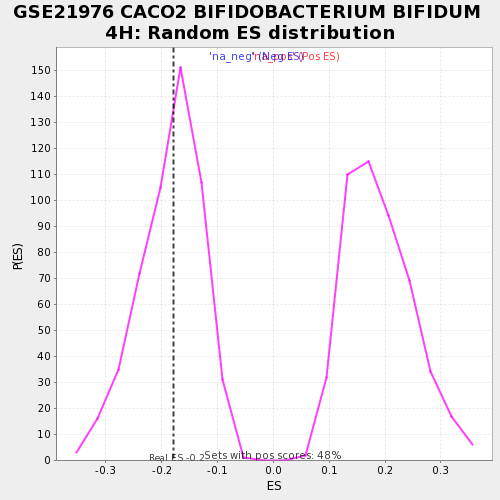 GSE21976 CACO2 BIFIDOBACTERIUM BIFIDUM
4H: Random ES distribution
'na_neg' (Neg ES)
'na_pos' (Pos ES)
150
140
130
120
110
100
90
80
70
60
50
40
30
20
10
0
P(ES)
Real ES -0.2
Sets with pos scores: 48%
-0.3 -0.2 -0.1 0.0 0.1 0.2 0.3
ES